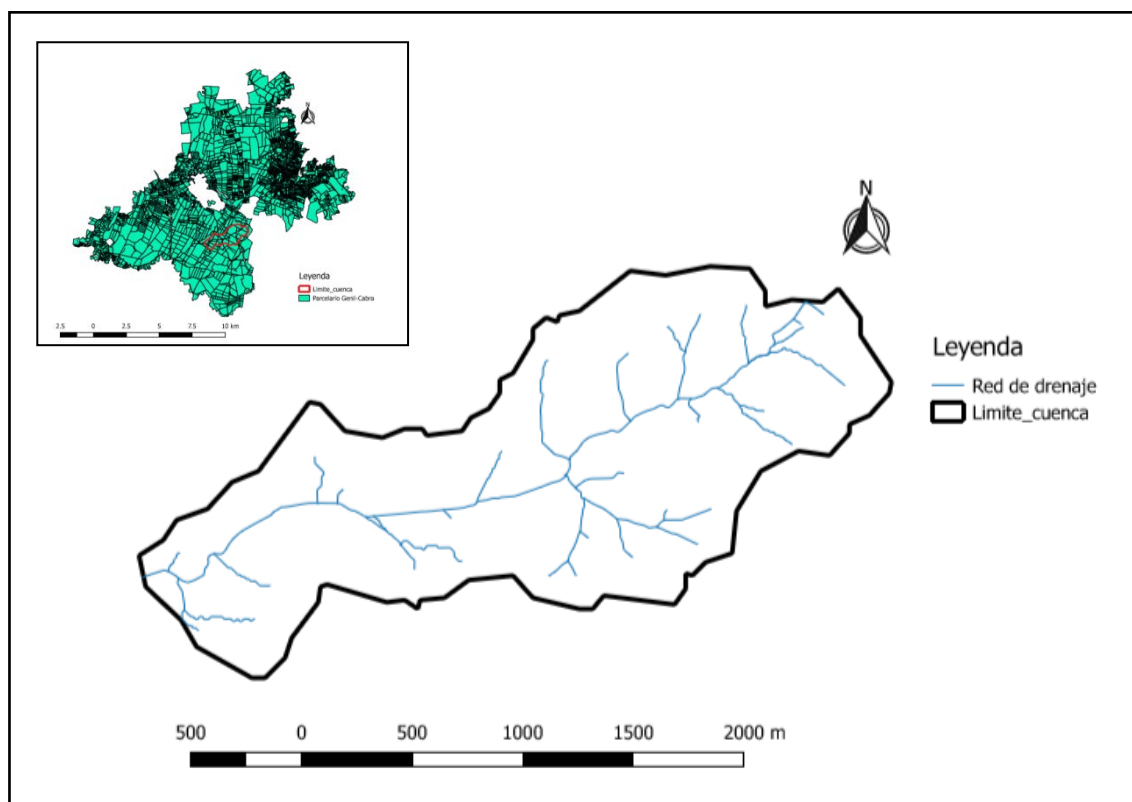 N
Leyenda
Limite_cuenca
Parcelario Genil-Cabra
2.5 0 2.5 5 7.5 10 km
N
Leyenda
Red de drenaje
Limite_cuenca
500 0 500 1000 1500 2000 m